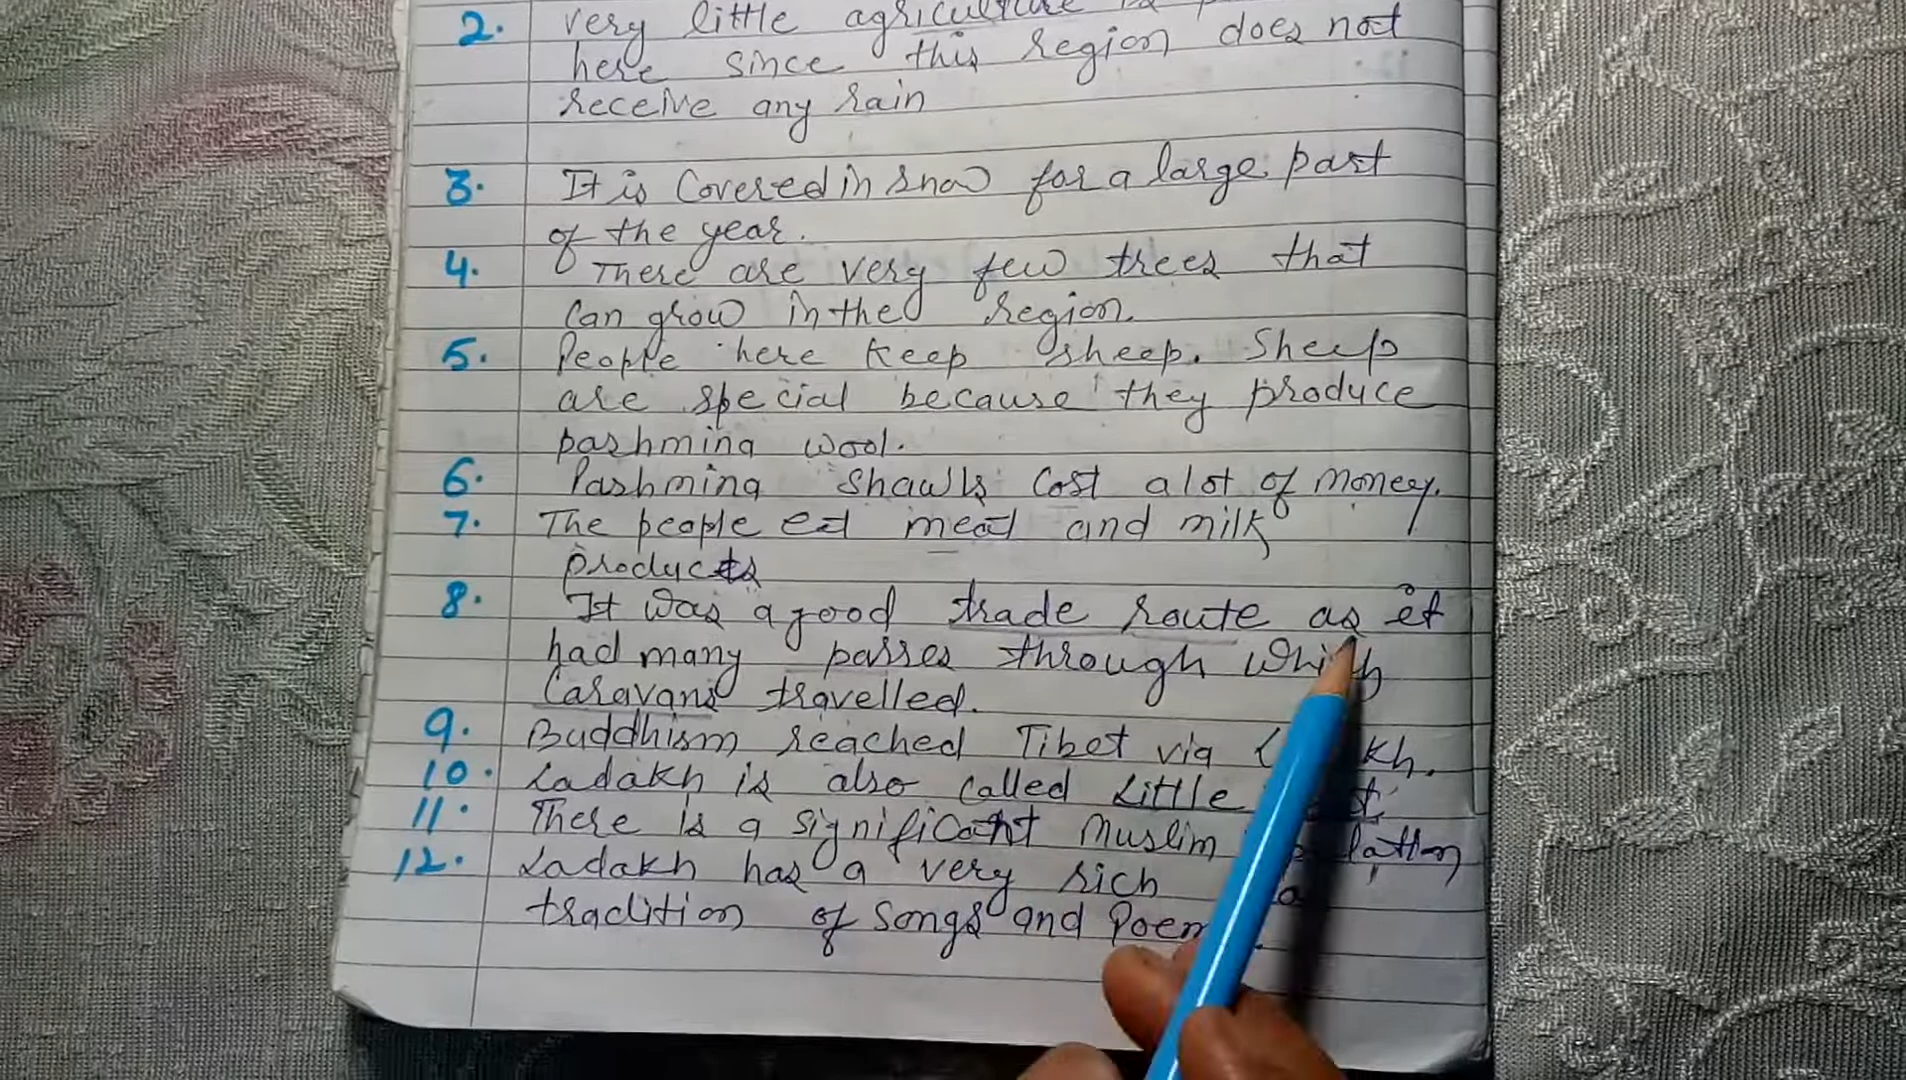 2. very little agriculture
here since this region does not
receive any rain
3. It is Covered in snow for a large part
of the year.
4. There are very few trees that
Can grow in the region.
5. People here keep sheep. Sheep
are special because they produce
pashmina wool.
6. Pashmina Shawls Cost a lot of money.
7. The people eat meat and milk
products
8. It was a good trade route as it
had many passes through which
Caravans travelled.
9. Buddhism reached Tibet via
10. Ladakh is also called Little
11. There is a significant Muslim
12. Ladakh has a very rich
tradition of Songs and